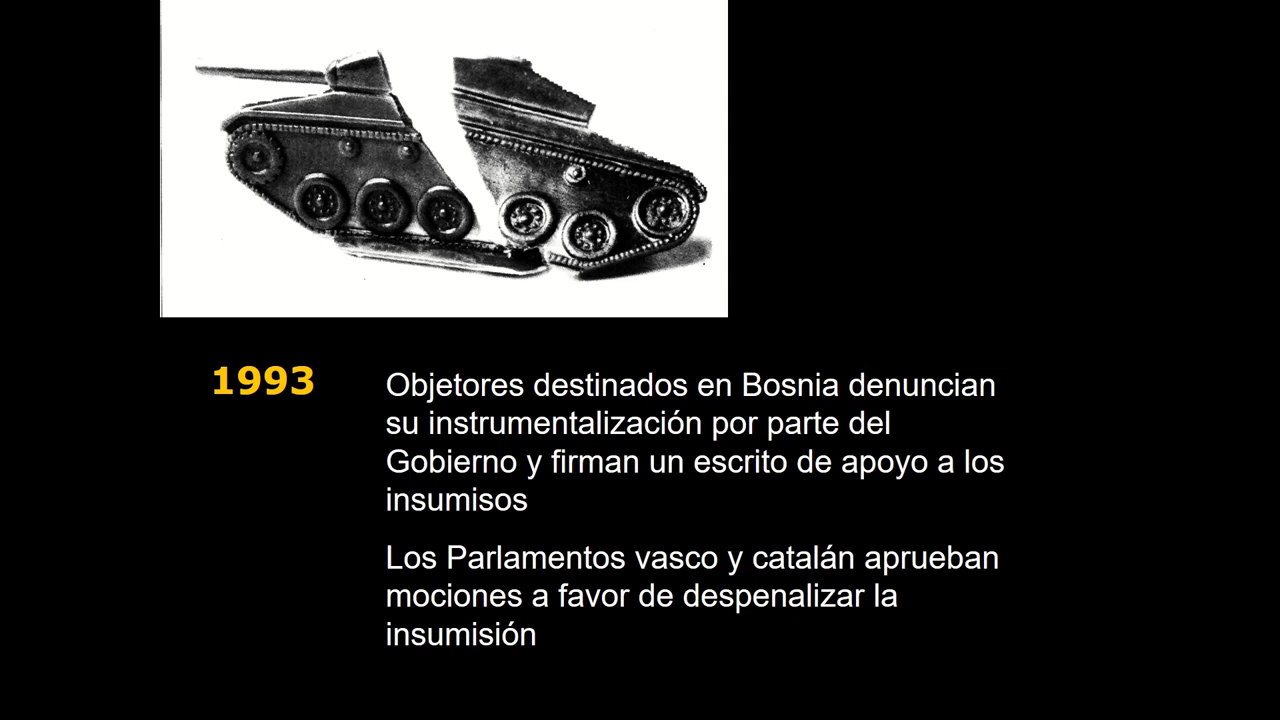 1993
Objetores destinados en Bosnia denuncian
su instrumentalización por parte del
Gobierno y firman un escrito de apoyo a los
insumisos
Los Parlamentos vasco y catalán aprueban
mociones a favor de despenalizar la
insumisión